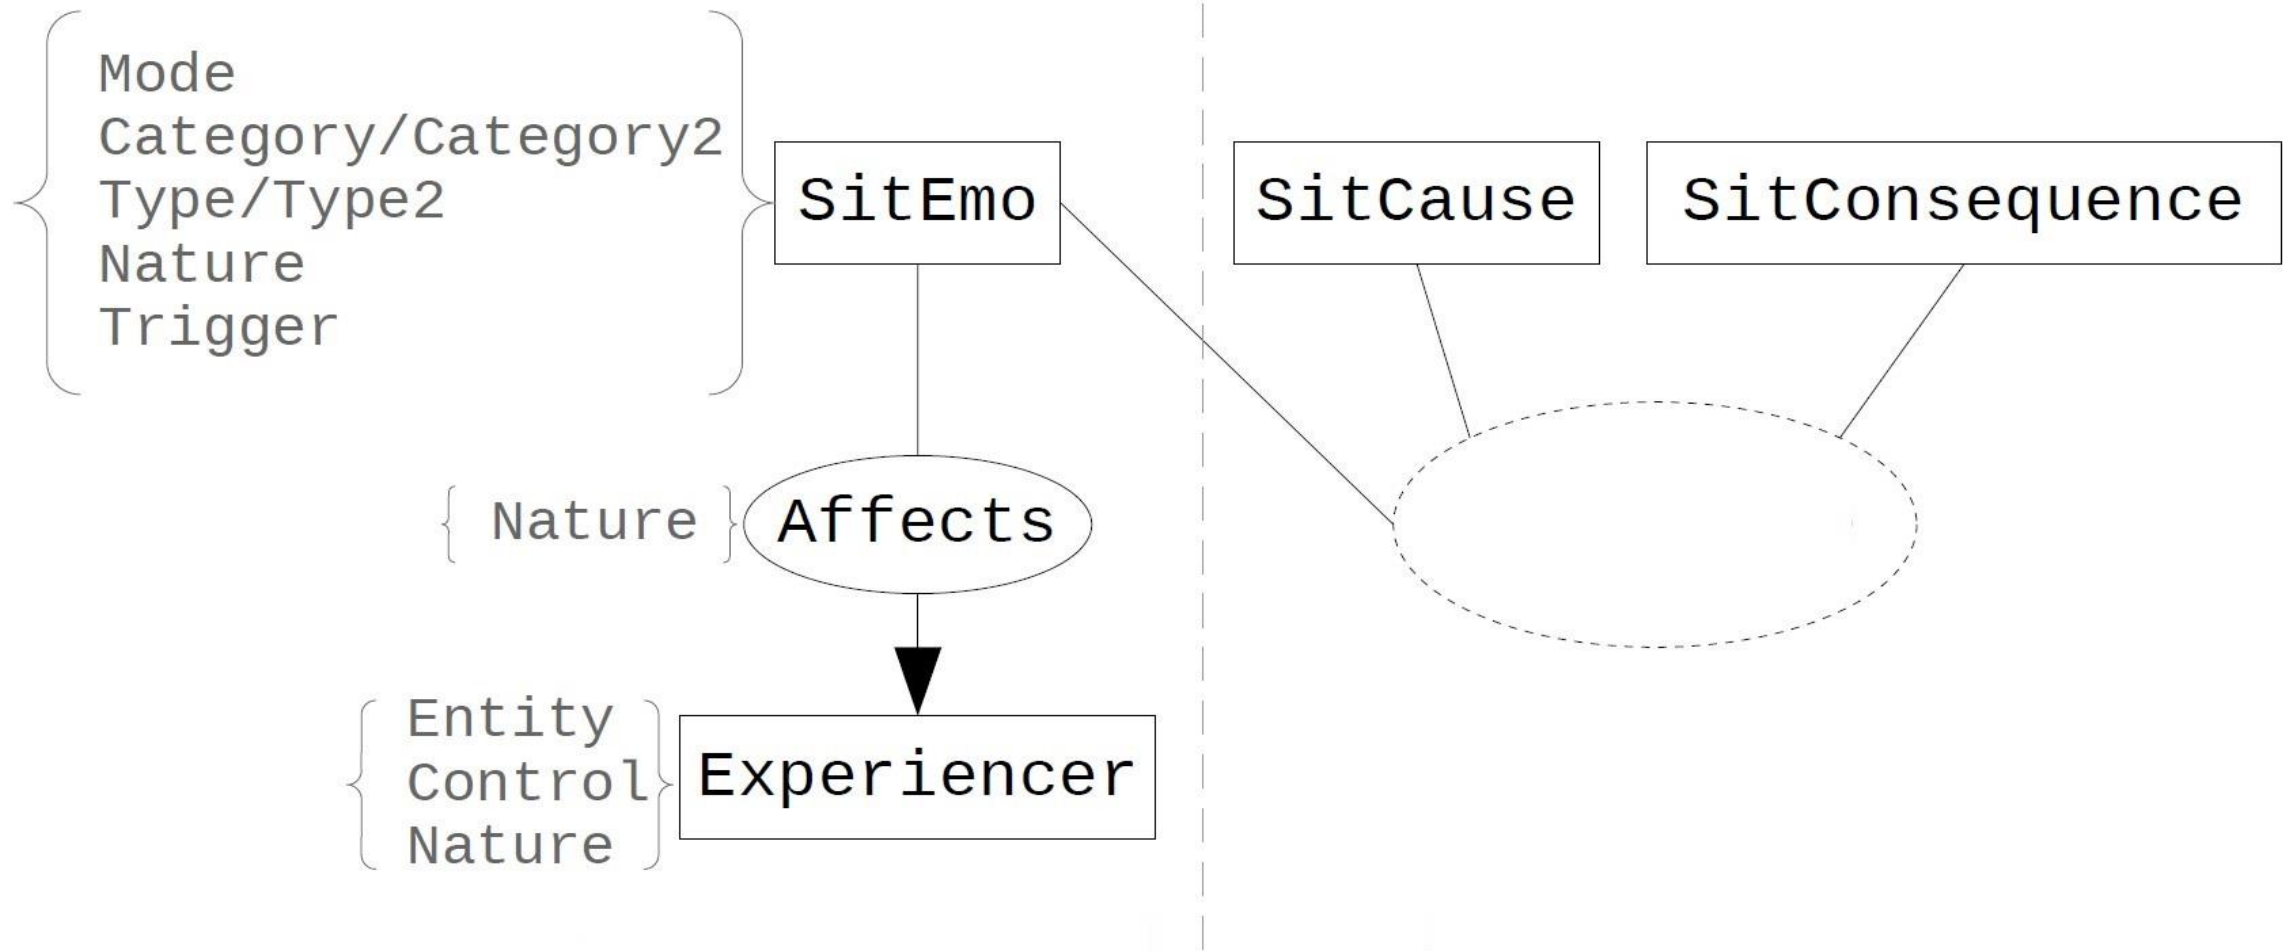 Mode
Category/Category2
Type/Type2
Nature
Trigger
SitEmo
SitCause
SitConsequence
Nature
Affects
Entity
Control
Nature
Experiencer